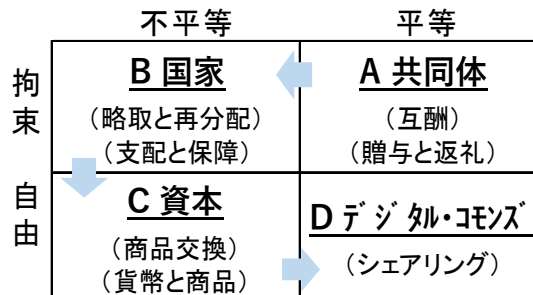 不平等 平等
拘束
B 国家
(略取と再分配)
(支配と保障)
A 共同体
(互酬)
(贈与と返礼)
自由
C 資本
(商品交換)
(貨幣と商品)
D デジタル・コモンズ
(シェアリング)